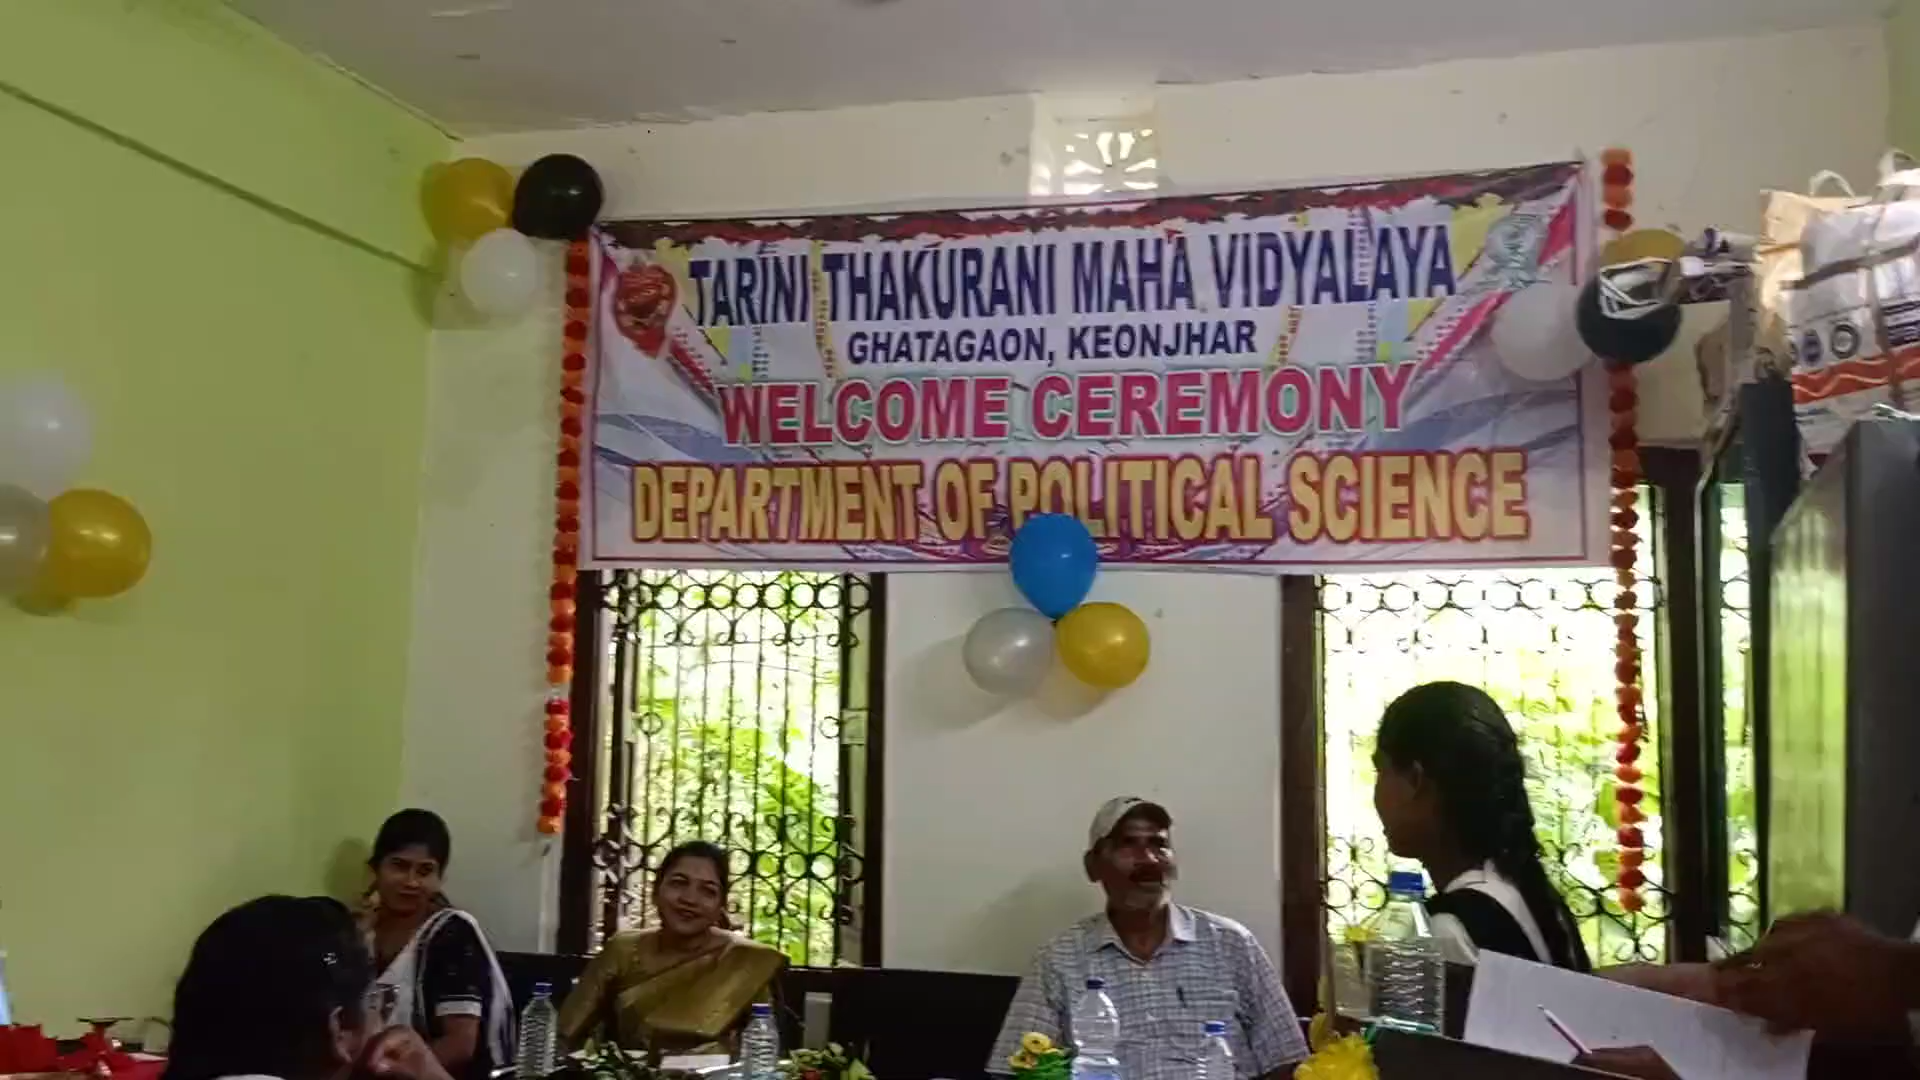 TARINI THAKURANI MAHA VIDYALAYA
GHATAGAON, KEONJHAR
WELCOME CEREMONY
DEPARTMENT OF POLITICAL SCIENCE